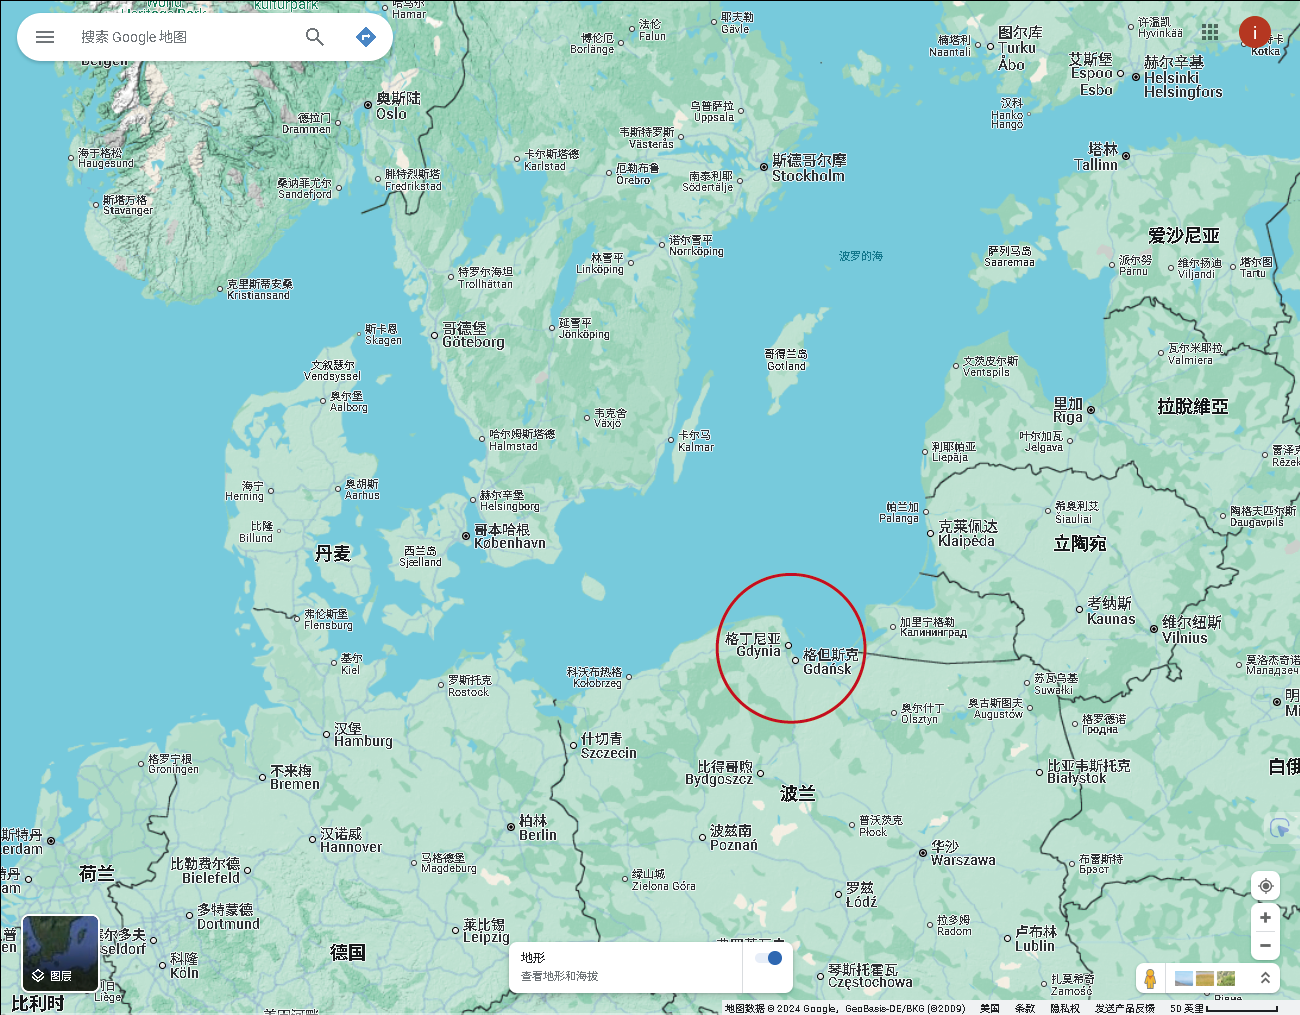 World
Heritage Park
kulturpark
哈马尔
Hamar
搜索 Google 地图
Bergen
法伦
Falun
博伦厄
Borlänge
耶夫勒
Gävle
楠塔利
Naantali
图尔库
Turku
Åbo
许温凯
Hyvinkää
i
Kotka
艾斯堡
Espoo
Esbo
赫尔辛基
Helsinki
Helsingfors
奥斯陆
Oslo
德拉门
Drammen
乌普萨拉
Uppsala
汉科
Hanko
Hangö
韦斯特罗斯
Västerås
海于格松
Haugesund
卡尔斯塔德
Karlstad
厄勒布鲁
Örebro
斯德哥尔摩
Stockholm
塔林
Tallinn
腓特烈斯塔
Fredrikstad
桑讷菲尤尔
Sandefjord
南泰利耶
Södertälje
斯塔万格
Stavanger
诺尔雪平
Norrköping
爱沙尼亚
波罗的海
林雪平
Linköping
萨列马岛
Saaremaa
派尔努
Pärnu
维尔扬迪
Viljandi
塔尔图
Tartu
特罗尔海坦
Trollhättan
克里斯蒂安桑
Kristiansand
斯卡恩
Skagen
哥德堡
Göteborg
延雪平
Jönköping
哥得兰岛
Gotland
瓦尔米耶拉
Valmiera
文叙瑟尔
Vendsyssel
文茨皮尔斯
Ventspils
奥尔堡
Aalborg
里加
Rīga
拉脫維亞
韦克舍
Växjö
哈尔姆斯塔德
Halmstad
卡尔马
Kalmar
利耶帕亚
Liepāja
叶尔加瓦
Jelgava
海宁
Herning
奥胡斯
Aarhus
赫尔辛堡
Helsingborg
帕兰加
Palanga
希奥利艾
Šiauliai
陶格夫匹尔斯
Daugavpils
比隆
Billund
丹麦
西兰岛
Sjælland
哥本哈根
København
克莱佩达
Klaipėda
立陶宛
弗伦斯堡
Flensburg
考纳斯
Kaunas
维尔纽斯
Vilnius
加里宁格勒
Калининград
格丁尼亚
Gdynia
格但斯克
Gdańsk
基尔
Kiel
罗斯托克
Rostock
科沃布热格
Kołobrzeg
苏瓦乌基
Suwałki
奥古斯图夫
Augustów
奥尔什丁
Olsztyn
格罗德诺
Гродна
汉堡
Hamburg
什切青
Szczecin
格罗宁根
Groningen
不来梅
Bremen
比得哥煦
Bydgoszcz
波兰
比亚韦斯托克
Białystok
白俄
柏林
Berlin
普沃茨克
Płock
波兹南
Poznań
斯特丹
erdam
汉诺威
Hannover
华沙
Warszawa
马格德堡
Magdeburg
布雷斯特
Брэст
荷兰
比勒费尔德
Bielefeld
绿山城
Zielona Góra
罗兹
Łódź
多特蒙德
Dortmund
莱比锡
Leipzig
拉多姆
Radom
卢布林
Lublin
德国
科隆
Köln
图层
地形
查看地形和海拔
琴斯托霍瓦
Częstochowa
扎莫希奇
Zamość
Liège
比利时
地图数据 © 2024 Google, GeoBasis-DE/BKG (©2009) 美国 条款 隐私权 发送产品反馈 50 英里